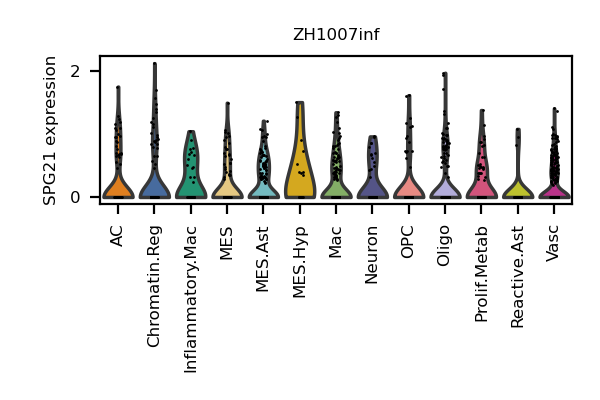 ZH1007inf
SPG21 expression
2
0
AC
Chromatin.Reg
Inflammatory.Mac
MES
MES.Ast
MES.Hyp
Mac
Neuron
OPC
Oligo
Prolif.Metab
Reactive.Ast
Vasc